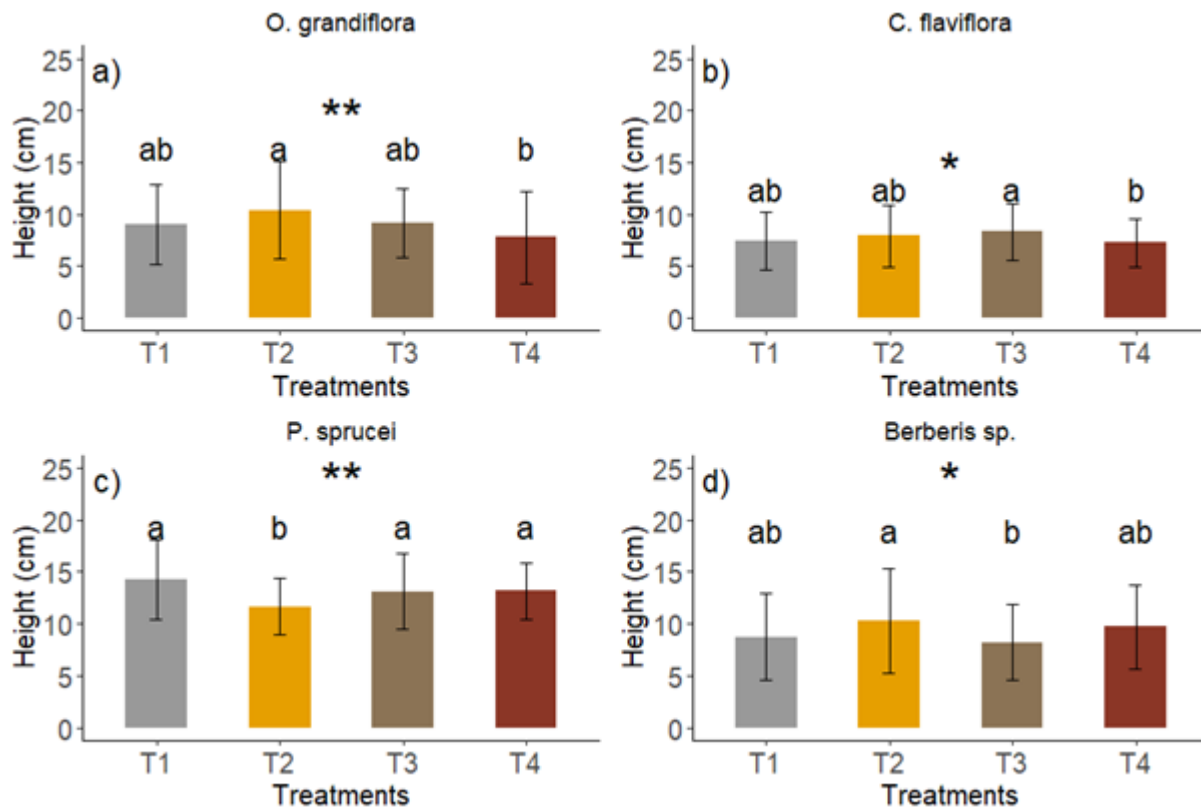 O. grandiflora
a)
**
ab a ab b
Height (cm)
25
20
15
10
5
0
T1 T2 T3 T4
Treatments
C. flaviflora
b)
*
ab ab a b
Height (cm)
25
20
15
10
5
0
T1 T2 T3 T4
Treatments
P. sprucei
c)
**
a b a a
Height (cm)
25
20
15
10
5
0
T1 T2 T3 T4
Treatments
Berberis sp.
d)
*
ab a b ab
Height (cm)
25
20
15
10
5
0
T1 T2 T3 T4
Treatments